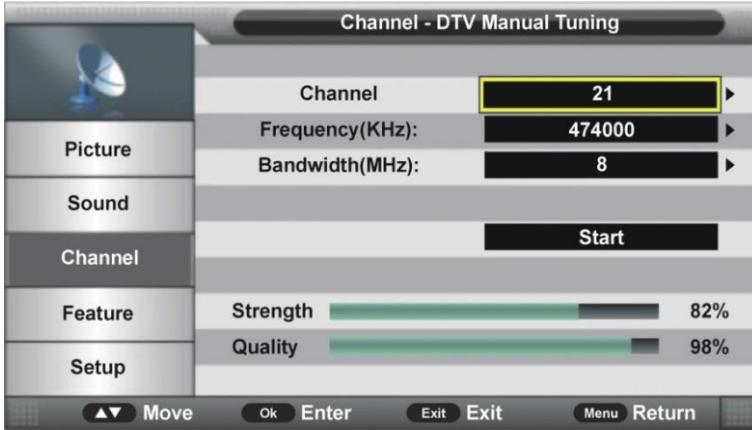 Channel - DTV Manual Tuning
Picture
Sound
Channel
Feature
Setup
Channel 21
Frequency(KHz): 474000
Bandwidth(MHz): 8
Start
Strength 82%
Quality 98%
Move Ok Enter Exit Exit Menu Return